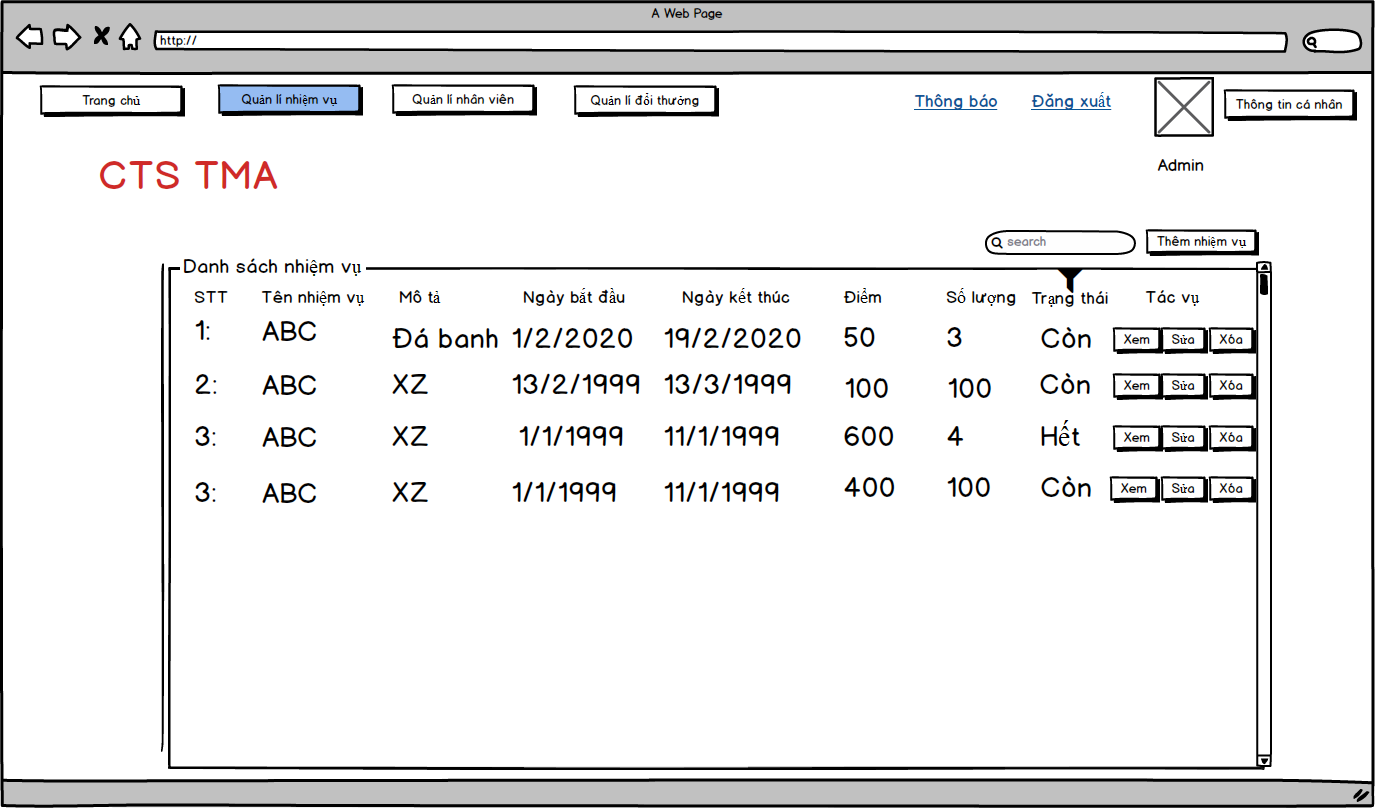 A Web Page
http://
Trang chủ
Quản lí nhiệm vụ
Quản lí nhân viên
Quản lí đổi thưởng
Thông báo
Đăng xuất
Thông tin cá nhân
Admin
CTS TMA
search
Thêm nhiệm vụ
Danh sách nhiệm vụ
STT Tên nhiệm vụ Mô tả Ngày bắt đầu Ngày kết thúc Điểm Số lượng Trạng thái Tác vụ
1: ABC Đá banh 1/2/2020 19/2/2020 50 3 Còn Xem Sửa Xóa
2: ABC XZ 13/2/1999 13/3/1999 100 100 Còn Xem Sửa Xóa
3: ABC XZ 1/1/1999 11/1/1999 600 4 Hết Xem Sửa Xóa
3: ABC XZ 1/1/1999 11/1/1999 400 100 Còn Xem Sửa Xóa